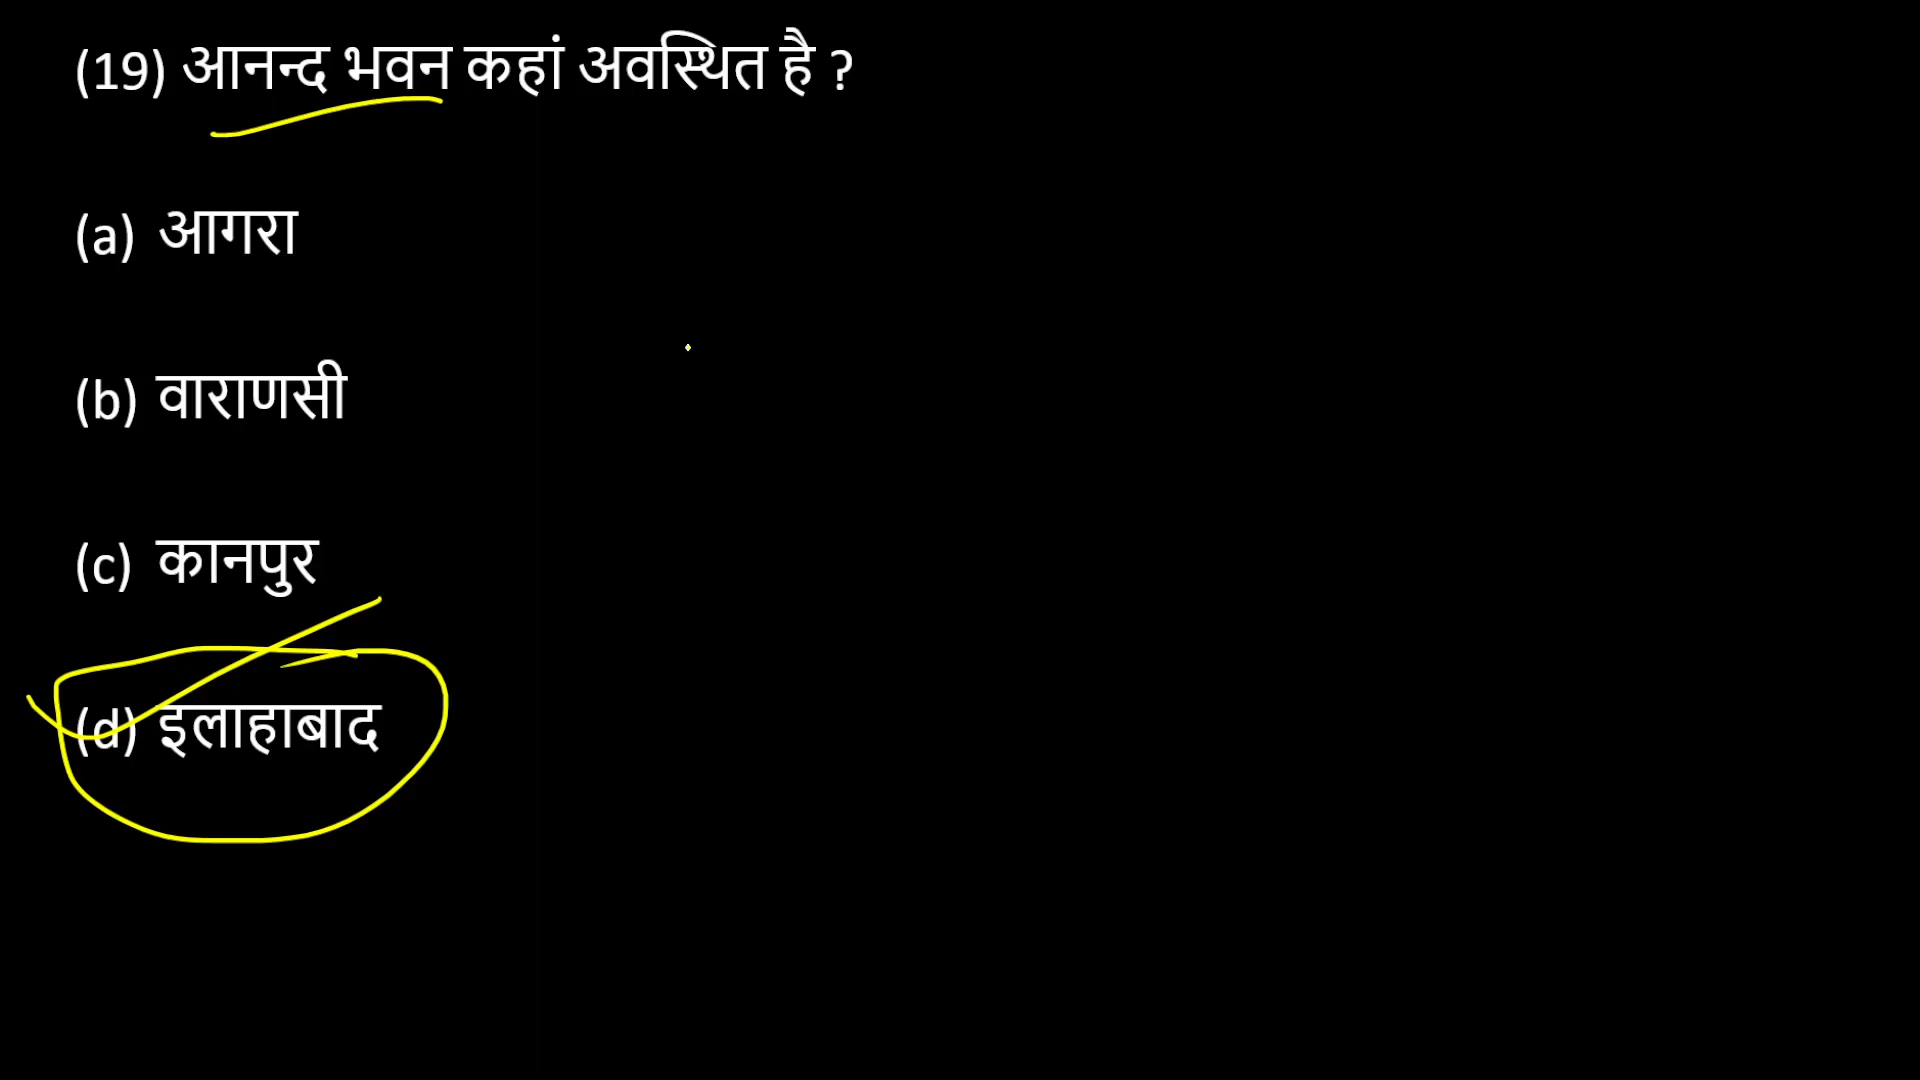 (19) आनन्द भवन कहां अवस्थित है ?
(a) आगरा
(b) वाराणसी
(c) कानपुर
(d) इलाहाबाद